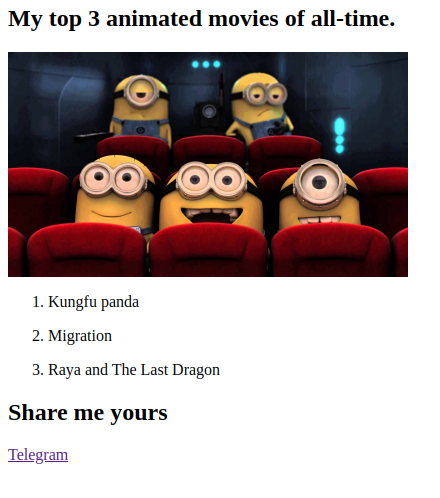 My top 3 animated movies of all-time.
1. Kungfu panda
2. Migration
3. Raya and The Last Dragon
Share me yours
Telegram